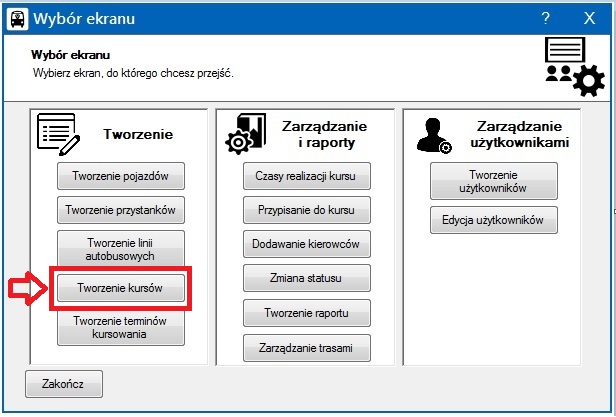 Wybór ekranu
? X
Wybór ekranu
Wybierz ekran, do którego chcesz przejść.
Tworzenie
Tworzenie pojazdów
Tworzenie przystanków
Tworzenie linii
autobusowych
Tworzenie kursów
Tworzenie terminów
kursowania
Zarządzanie
i raporty
Czasy realizacji kursu
Przypisanie do kursu
Dodawanie kierowców
Zmiana statusu
Tworzenie raportu
Zarządzanie trasami
Zarządzanie
użytkownikami
Tworzenie
użytkowników
Edycja użytkowników
Zakończ